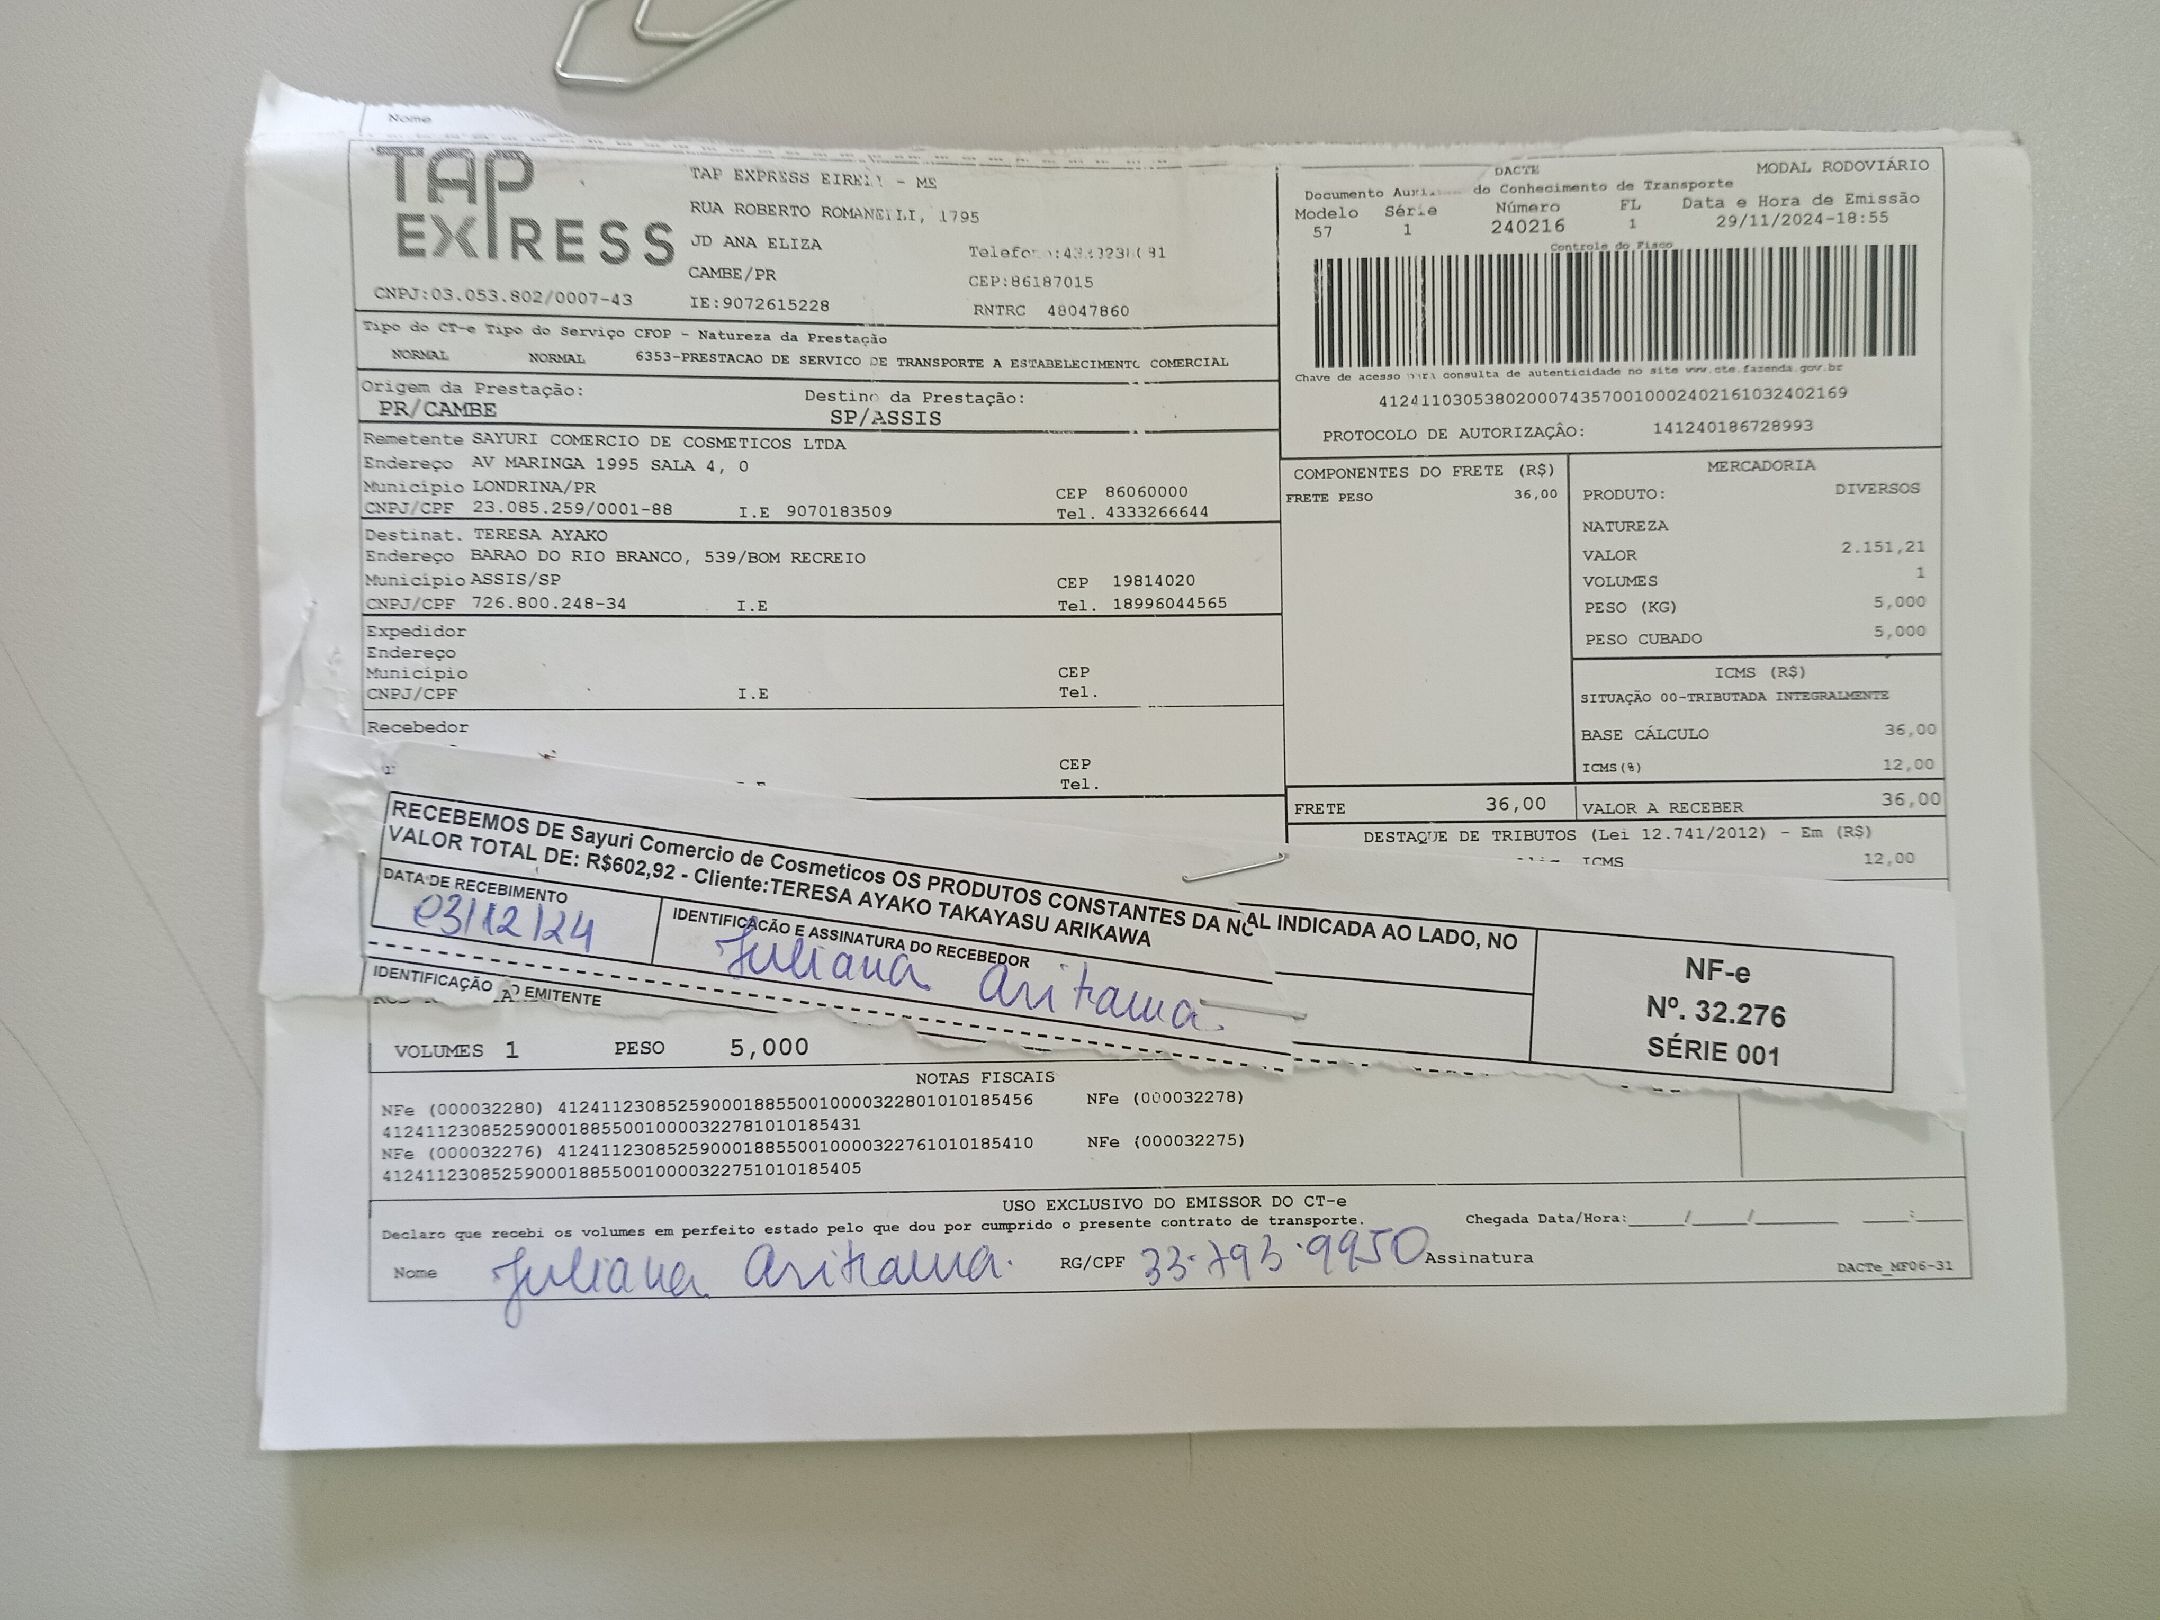 Nome
TAP EXPRESS
TAP EXPRESS EIRELI - ME
RUA ROBERTO ROMANELLI, 1795
JD ANA ELIZA
CAMBE/PR
CEP:86187015
CNPJ:03.053.802/0007-43
IE:9072615228
RNTRC 48047860
DACTE
MODAL RODOVIÁRIO
Documento do Conhecimento de Transporte
Modelo Série Número FL Data e Hora de Emissão
57 1 240216 1 29/11/2024-18:55
Controle do Fisco
Chave de acesso para consulta de autenticidade no site www.cte.fazenda.gov.br
41241103053802000743570010002402161032402169
PROTOCOLO DE AUTORIZAÇÃO: 141240186728993
Tipo do CT-e Tipo do Serviço CFOP - Natureza da Prestação
NORMAL NORMAL 6353-PRESTACAO DE SERVICO DE TRANSPORTE A ESTABELECIMENTO COMERCIAL
Origem da Prestação: Destino da Prestação:
PR/CAMBE SP/ASSIS
Remetente SAYURI COMERCIO DE COSMETICOS LTDA
Endereço AV MARINGA 1995 SALA 4, 0
Município LONDRINA/PR CEP 86060000
CNPJ/CPF 23.085.259/0001-88 I.E 9070183509 Tel. 4333266644
Destinat. TERESA AYAKO
Endereço BARAO DO RIO BRANCO, 539/BOM RECREIO
Município ASSIS/SP CEP 19814020
CNPJ/CPF 726.800.248-34 I.E Tel. 18996044565
Expedidor
Endereço
Município CEP
CNPJ/CPF I.E Tel.
Recebedor
CEP
Tel.
COMPONENTES DO FRETE (R$)
FRETE PESO 36,00
MERCADORIA
PRODUTO: DIVERSOS
NATUREZA
VALOR 2.151,21
VOLUMES 1
PESO (KG) 5,000
PESO CUBADO 5,000
ICMS (R$)
SITUAÇÃO 00-TRIBUTADA INTEGRALMENTE
BASE CÁLCULO 36,00
ICMS(%) 12,00
FRETE 36,00 VALOR A RECEBER 36,00
DESTAQUE DE TRIBUTOS (Lei 12.741/2012) - Em (R$)
ICMS 12,00
RECEBEMOS DE Sayuri Comercio de Cosmeticos OS PRODUTOS CONSTANTES DA NO AL INDICADA AO LADO, NO
VALOR TOTAL DE: R$602,92 - Cliente:TERESA AYAKO TAKAYASU ARIKAWA
DATA DE RECEBIMENTO
03/12/24
IDENTIFICACÃO E ASSINATURA DO RECEBEDOR
Juliana Arikawa.
NF-e
Nº. 32.276
SÉRIE 001
IDENTIFICAÇÃO DO EMITENTE
VOLUMES 1 PESO 5,000
NOTAS FISCAIS
NFe (000032280) 41241123085259000188550010000322801010185456 NFe (000032278)
41241123085259000188550010000322781010185431
NFe (000032276) 41241123085259000188550010000322761010185410 NFe (000032275)
41241123085259000188550010000322751010185405
USO EXCLUSIVO DO EMISSOR DO CT-e
Declaro que recebi os volumes em perfeito estado pelo que dou por cumprido o presente contrato de transporte. Chegada Data/Hora:_____/_____/________ ____:____
Nome Juliana Arikawa. RG/CPF 33.793.9950 Assinatura
DACTe_MF06-31